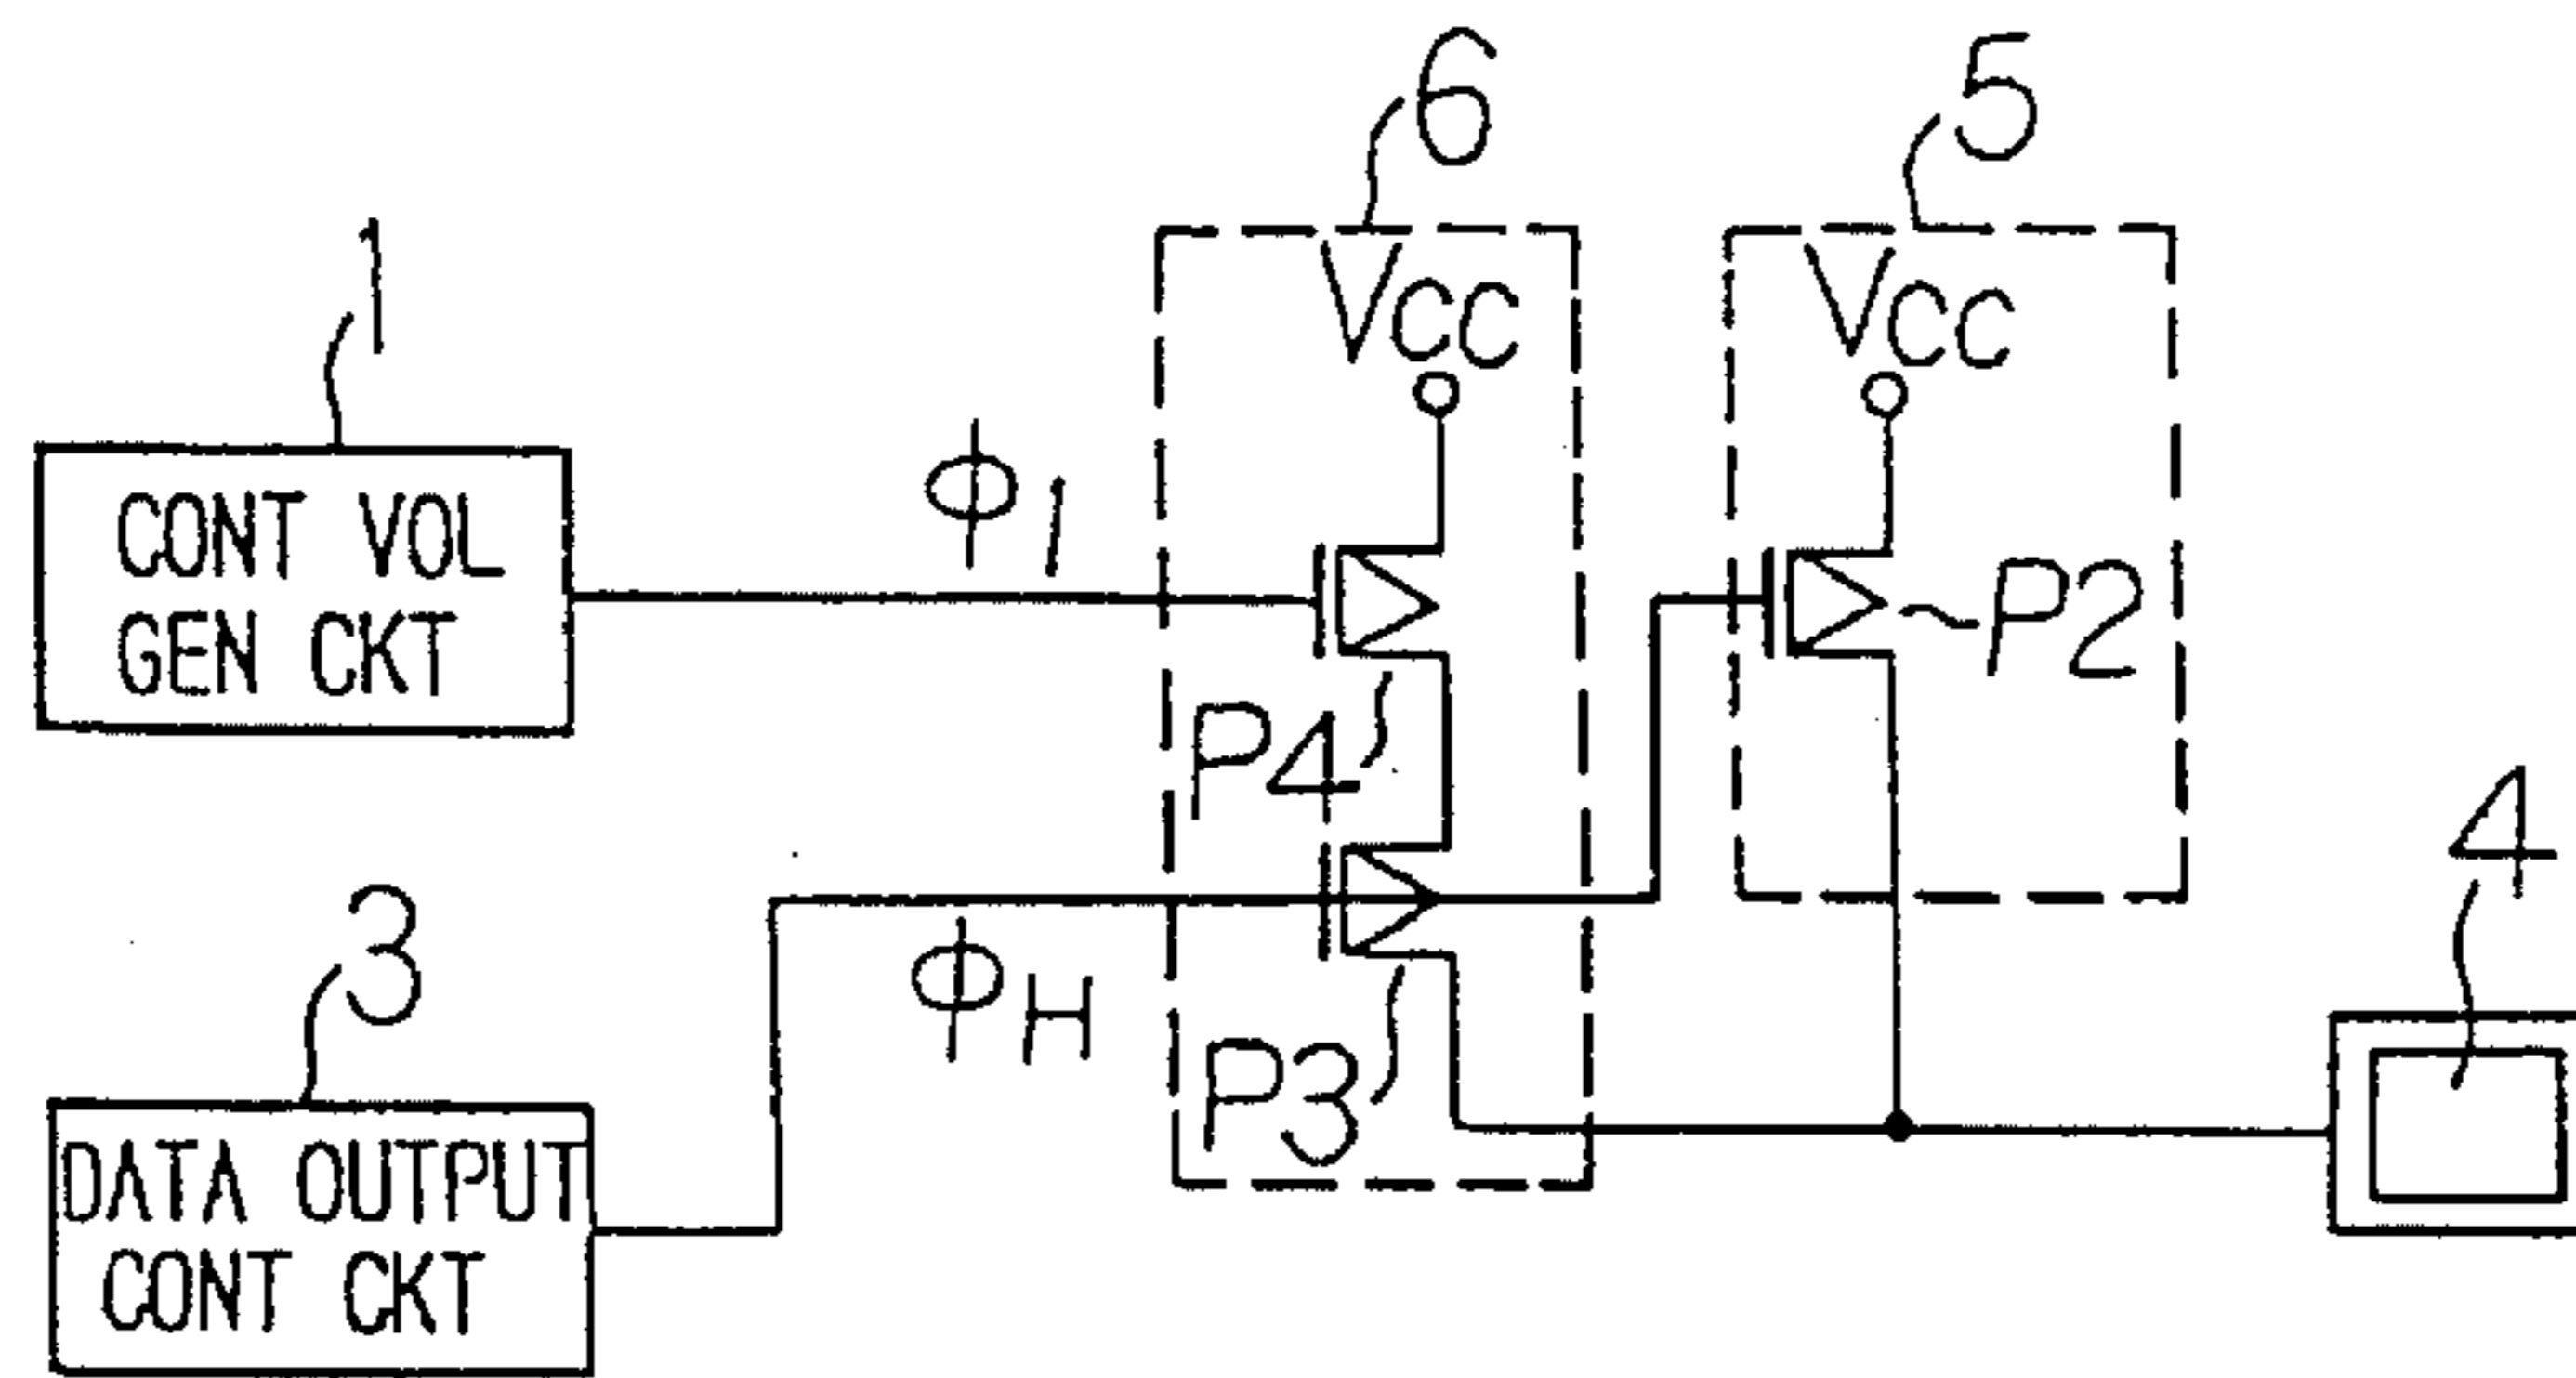 6
5
1
VCC
VCC
CONT VOL
GEN CKT
Φ1
P2
P4
4
3
ΦH
P3
DATA OUTPUT
CONT CKT